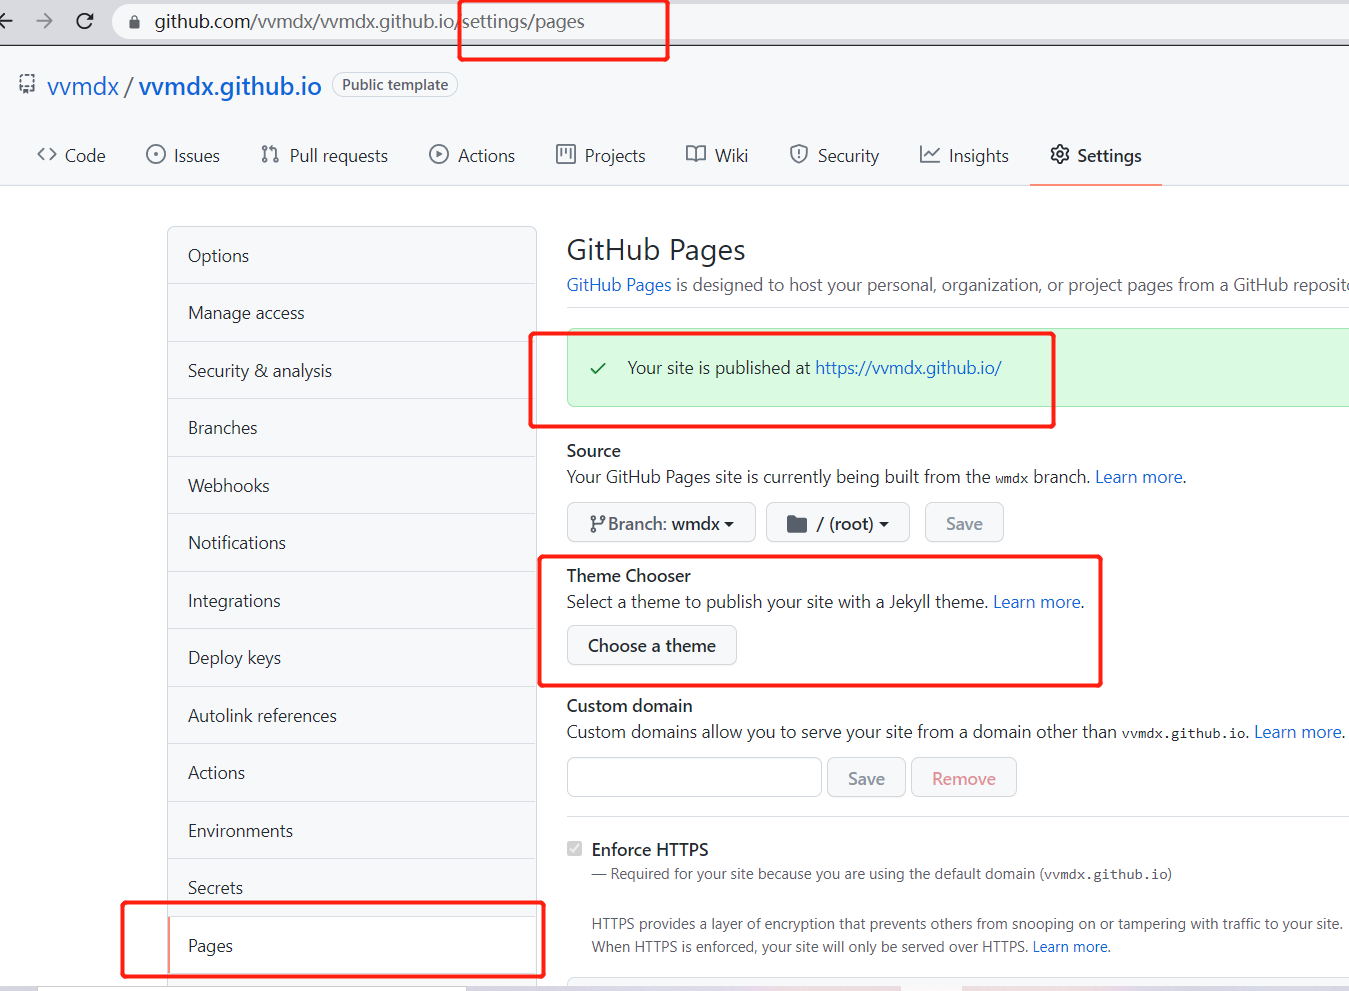 github.com/vvmdx/vvmdx.github.io/settings/pages
vvmdx / vvmdx.github.io Public template
Code Issues Pull requests Actions Projects Wiki Security Insights Settings
Options
Manage access
Security & analysis
Branches
Webhooks
Notifications
Integrations
Deploy keys
Autolink references
Actions
Environments
Secrets
Pages
GitHub Pages
GitHub Pages is designed to host your personal, organization, or project pages from a GitHub reposito
Your site is published at https://vvmdx.github.io/
Source
Your GitHub Pages site is currently being built from the wmdx branch. Learn more.
Branch: wmdx / (root) Save
Theme Chooser
Select a theme to publish your site with a Jekyll theme. Learn more.
Choose a theme
Custom domain
Custom domains allow you to serve your site from a domain other than vvmdx.github.io. Learn more.
Save Remove
Enforce HTTPS
— Required for your site because you are using the default domain (vvmdx.github.io)
HTTPS provides a layer of encryption that prevents others from snooping on or tampering with traffic to your site.
When HTTPS is enforced, your site will only be served over HTTPS. Learn more.